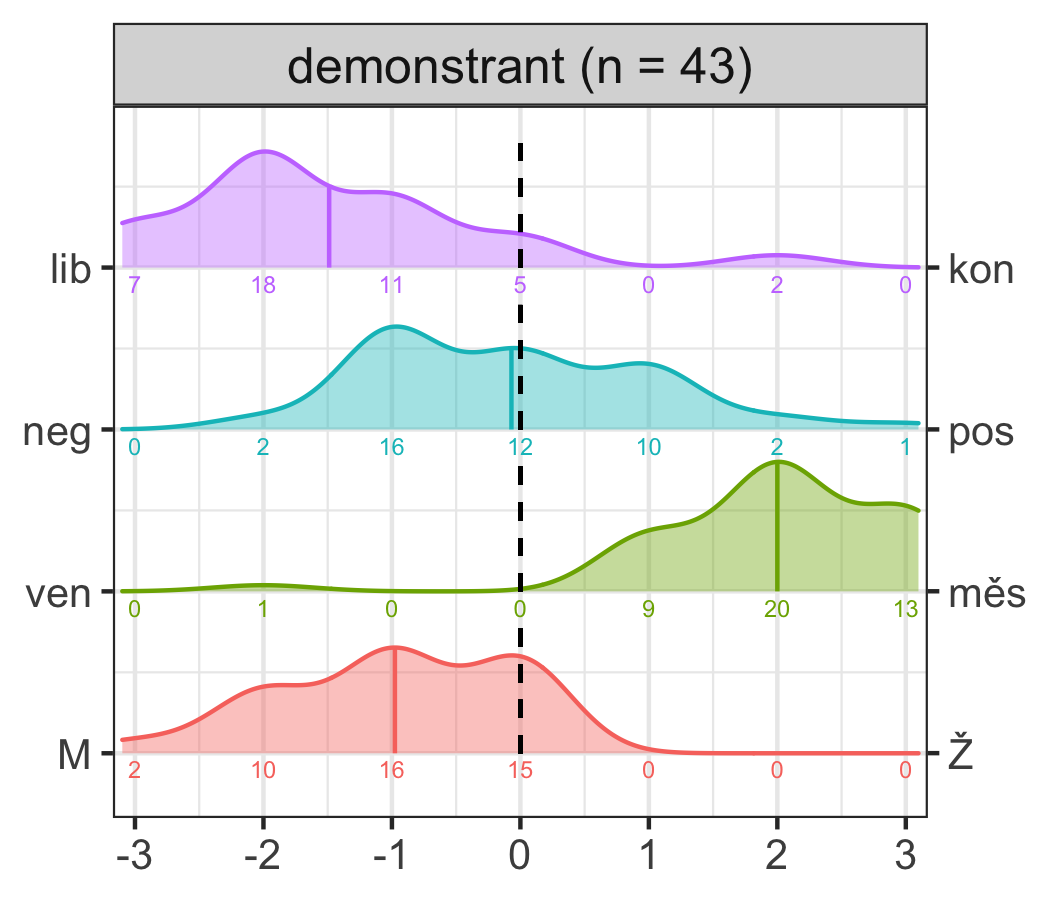 demonstrant (n = 43)
lib kon
7 18 11 5 0 2 0
neg pos
0 2 16 12 10 2 1
ven měs
0 1 0 0 9 20 13
M Ž
2 10 16 15 0 0 0
-3 -2 -1 0 1 2 3